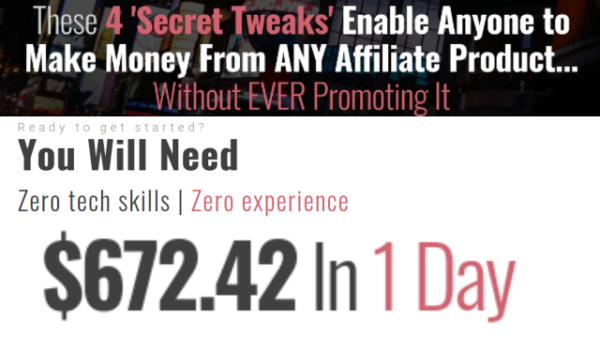 These 4 'Secret Tweaks' Enable Anyone to
Make Money From ANY Affiliate Product...
Without EVER Promoting It
Ready to get started?
You Will Need
Zero tech skills | Zero experience
$672.42 In 1 Day